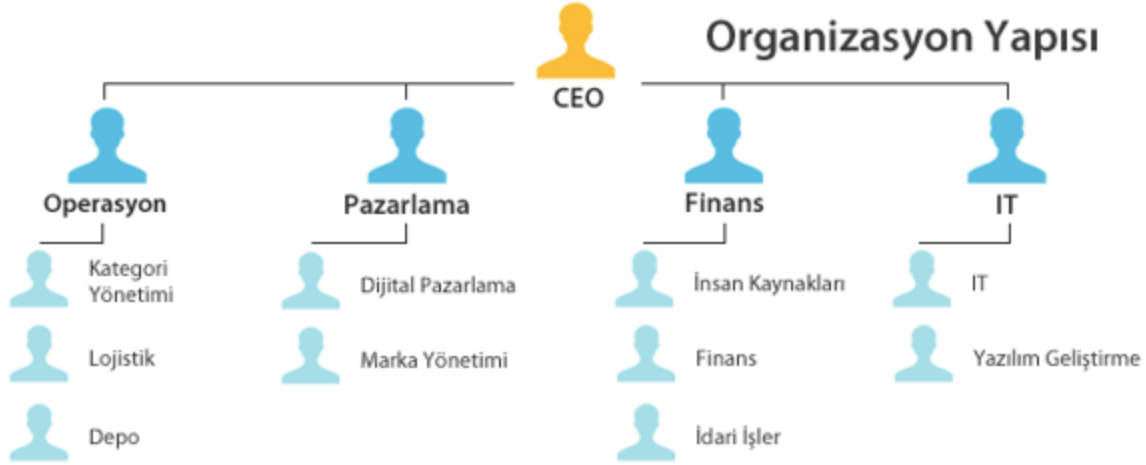 Organizasyon Yapısı
CEO
Operasyon
Kategori
Yönetimi
Lojistik
Depo
Pazarlama
Dijital Pazarlama
Marka Yönetimi
Finans
İnsan Kaynakları
Finans
İdari İşler
IT
IT
Yazılım Geliştirme